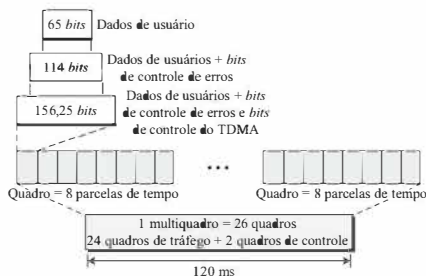 65 bits Dados de usuário
114 bits Dados de usuários + bits
de controle de erros
156,25 bits Dados de usuários + bits
de controle de erros e bits
de controle do TDMA
...
Quadro = 8 parcelas de tempo Quadro = 8 parcelas de tempo
1 multiquadro = 26 quadros
24 quadros de tráfego + 2 quadros de controle
120 ms